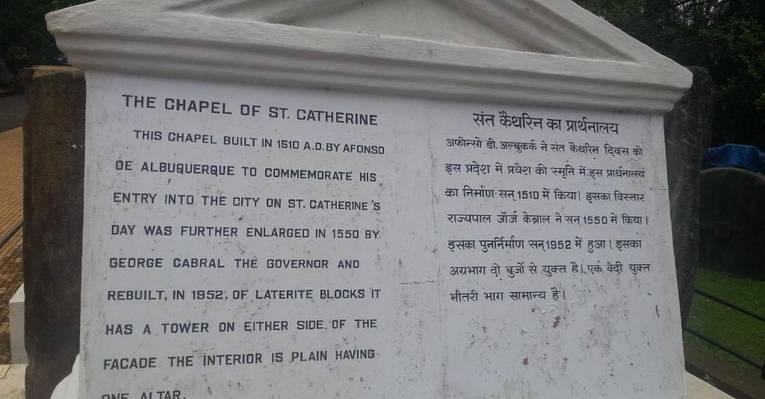 THE CHAPEL OF ST. CATHERINE
THIS CHAPEL BUILT IN 1510 A.D. BY AFONSO
DE ALBUQUERQUE TO COMMEMORATE HIS
ENTRY INTO THE CITY ON ST. CATHERINE'S
DAY WAS FURTHER ENLARGED IN 1550 BY
GEORGE CABRAL THE GOVERNOR AND
REBUILT, IN 1952, OF LATERITE BLOCKS IT
HAS A TOWER ON EITHER SIDE OF THE
FACADE THE INTERIOR IS PLAIN HAVING
ONE ALTAR.
संत कैथरिन का प्रार्थनालय
अफोन्सो डी. अल्बुकर्क ने संत कैथरिन दिवस को
इस प्रदेश में प्रवेश की स्मृति में इस प्रार्थनालय
का निर्माण सन् 1510 में किया। इसका विस्तार
राज्यपाल जॉर्ज केब्राल ने सन् 1550 में किया।
इसका पुनर्निर्माण सन् 1952 में हुआ। इसका
अग्रभाग दो बुर्जो से युक्त है। एक वेदी युक्त
भीतरी भाग सामान्य है।